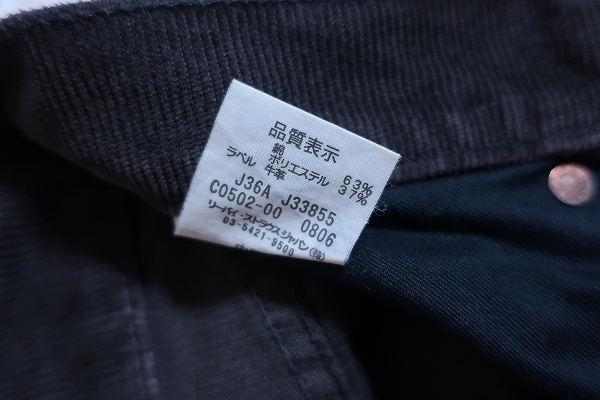 品質表示
綿 63%
ポリエステル 37%
ラベル 牛革
J36A J33855
C0502-00 0806
リーバイ・ストラウスジャパン(株)
03-5421-9500